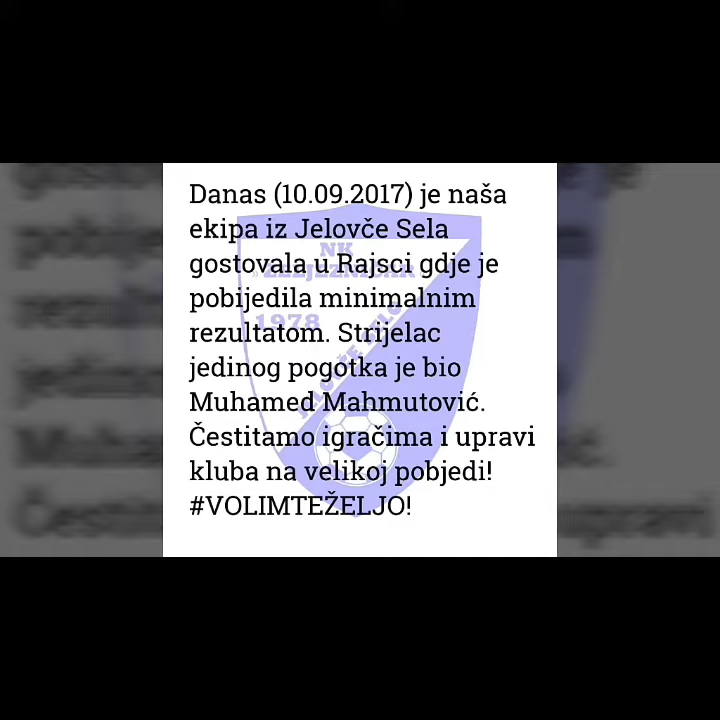 Danas (10.09.2017) je naša
ekipa iz Jelovče Sela
gostovala u Rajsci gdje je
pobijedila minimalnim
rezultatom. Strijelac
jedinog pogotka je bio
Muhamed Mahmutović.
Čestitamo igračima i upravi
kluba na velikoj pobjedi!
#VOLIMTEŽELJO!
NK
1978